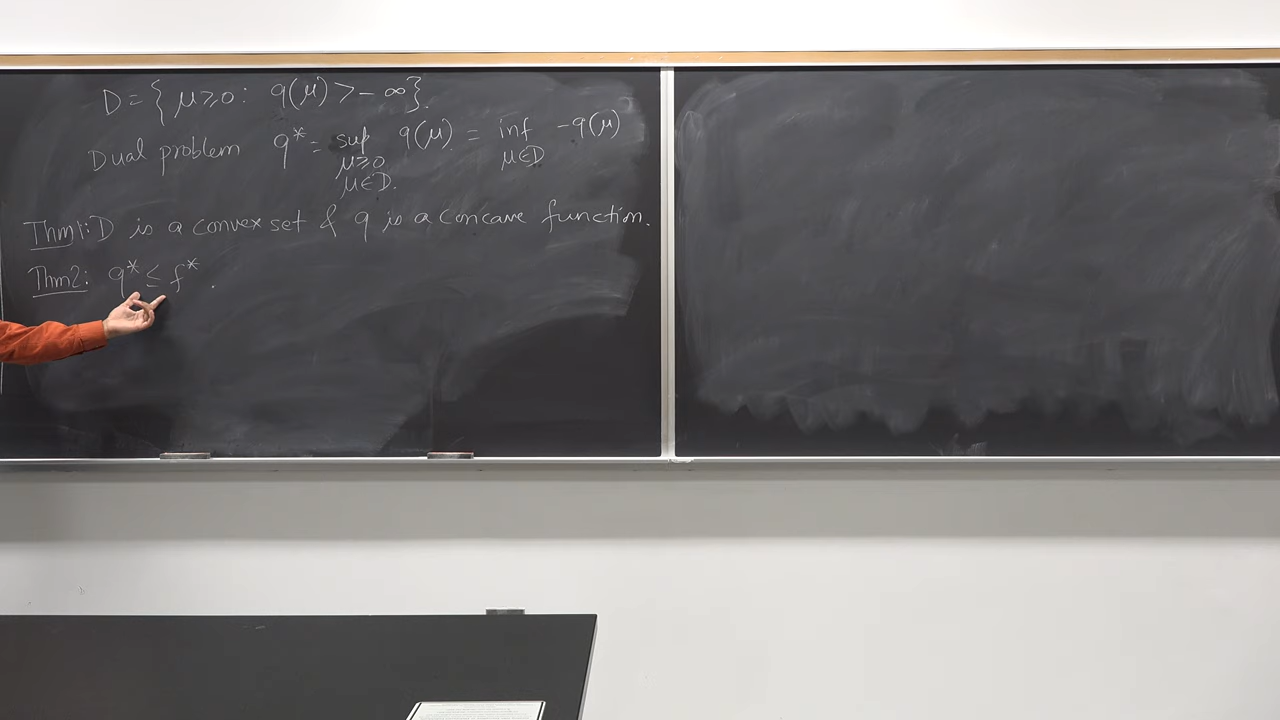 D = { μ ≥ 0 : q(μ) > - ∞ }.
Dual problem q* = sup q(μ) = inf -q(μ)
μ ≥ 0 μ ∈ D
μ ∈ D.
Thm1: D is a convex set & q is a concave function.
Thm2: q* ≤ f* .